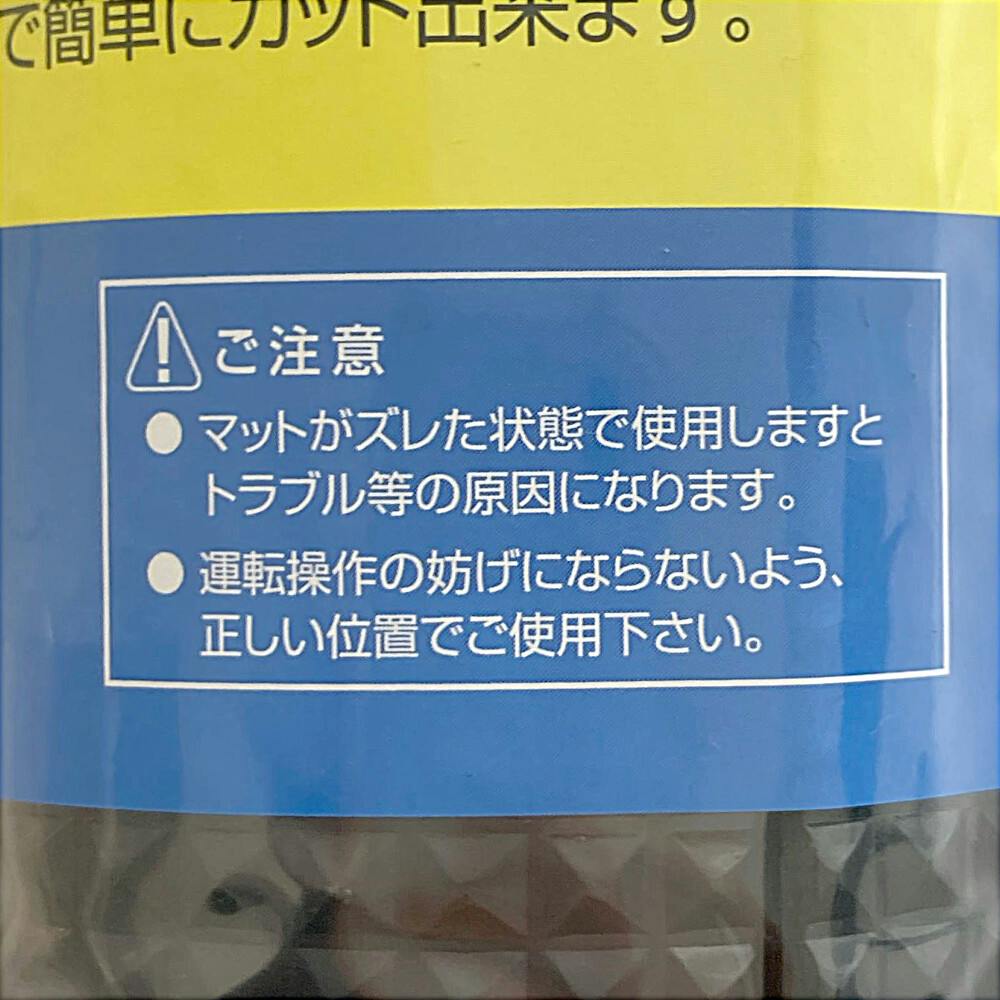 で簡単にカット出来ます。
ご注意
● マットがズレた状態で使用しますと
トラブル等の原因になります。
● 運転操作の妨げにならないよう、
正しい位置でご使用下さい。